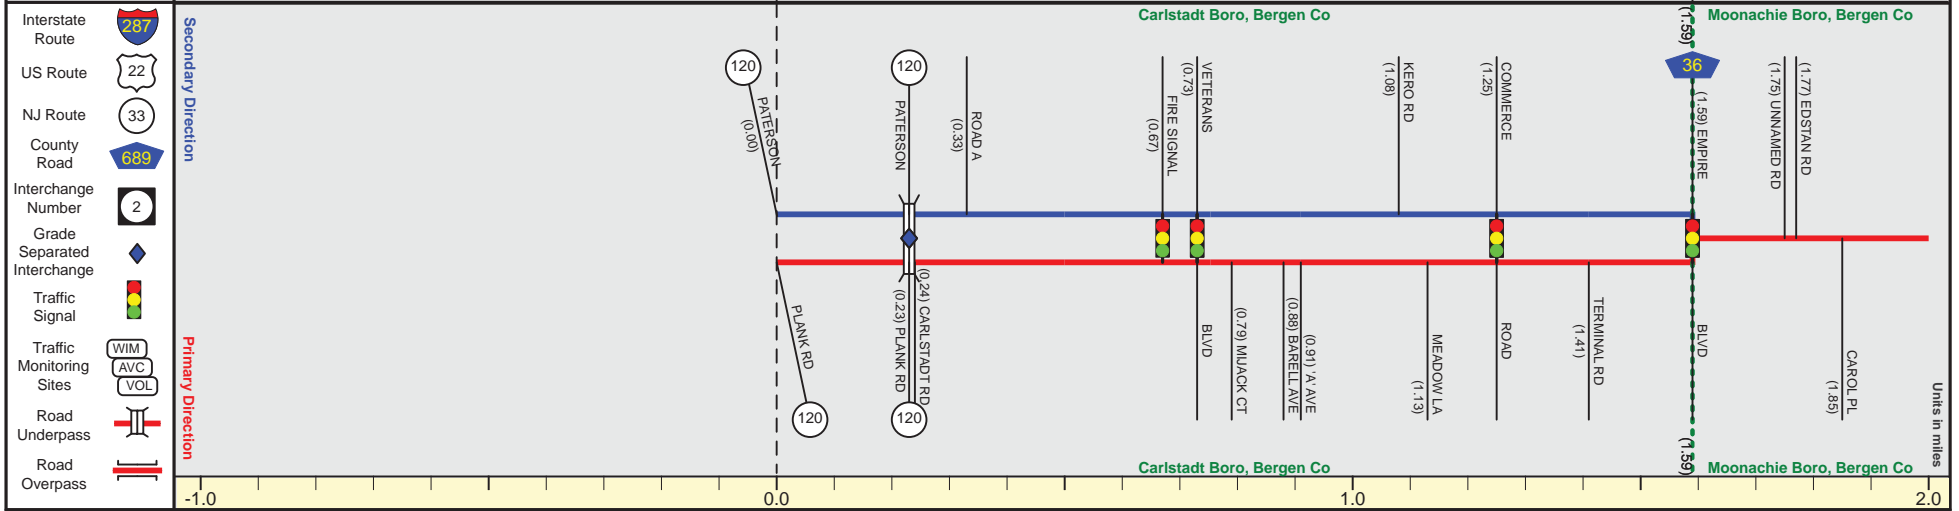 Interstate
Route
287
US Route
22
NJ Route
33
County
Road
689
Interchange
Number
2
Grade
Separated
Interchange
Traffic
Signal
Traffic
Monitoring
Sites
WIM
AVC
VOL
Road
Underpass
Road
Overpass
Secondary Direction
Primary Direction
Carlstadt Boro, Bergen Co
Moonachie Boro, Bergen Co
(1.59)
120
PATERSON
(0.00)
120
PATERSON
ROAD A
(0.33)
FIRE SIGNAL
(0.67)
VETERANS
(0.73)
KERO RD
(1.08)
COMMERCE
(1.25)
36
(1.59) EMPIRE
(1.75) UNNAMED RD
(1.77) EDSTAN RD
PLANK RD
120
(0.23) PLANK RD
(0.24) CARLSTADT RD
120
BLVD
(0.79) MIJACK CT
(0.88) BARELL AVE
(0.91) 'A' AVE
MEADOW LA
(1.13)
ROAD
TERMINAL RD
(1.41)
BLVD
CAROL PL
(1.85)
Units in miles
Carlstadt Boro, Bergen Co
(1.59)
Moonachie Boro, Bergen Co
-1.0
0.0
1.0
2.0